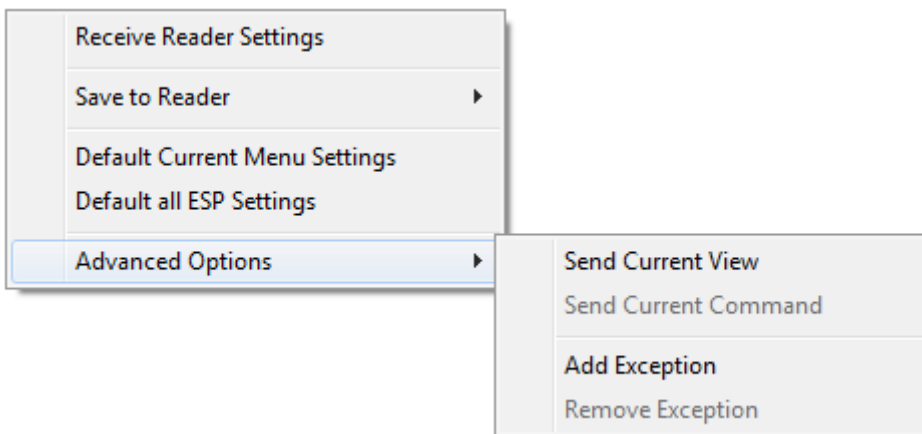 Receive Reader Settings
Save to Reader
Default Current Menu Settings
Default all ESP Settings
Advanced Options
Send Current View
Send Current Command
Add Exception
Remove Exception